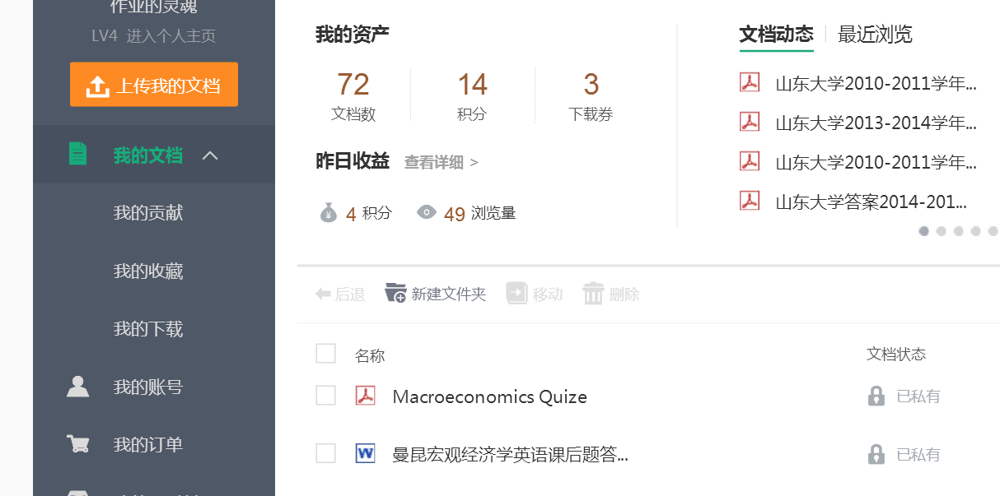 作业的灵魂
LV4 进入个人主页
上传我的文档
我的文档
我的贡献
我的收藏
我的下载
我的账号
我的订单
我的资产
72 14 3
文档数 积分 下载券
昨日收益 查看详细 >
4 积分 49 浏览量
文档动态 最近浏览
山东大学2010-2011学年...
山东大学2013-2014学年...
山东大学2010-2011学年...
山东大学答案2014-201...
后退 新建文件夹 移动 删除
名称 文档状态
Macroeconomics Quize 已私有
曼昆宏观经济学英语课后题答... 已私有